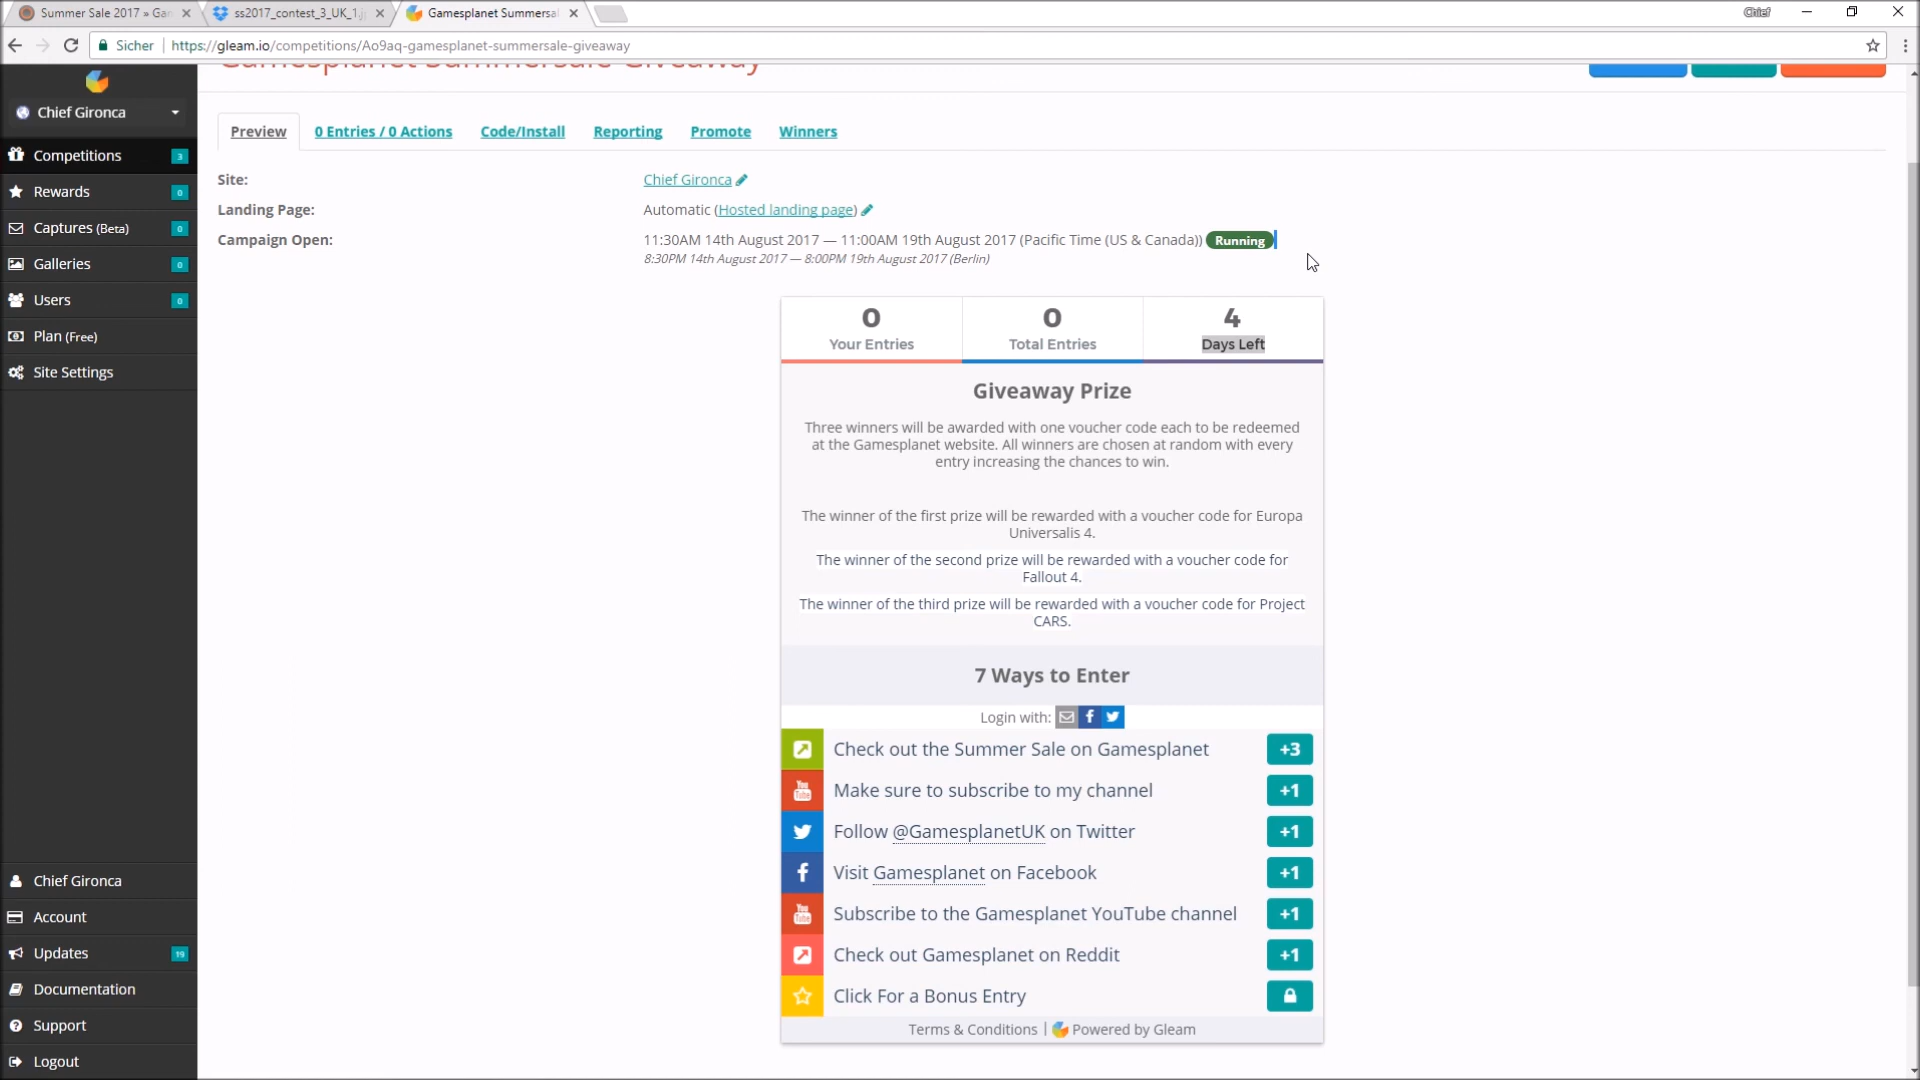 Summer Sale 2017 » Gam
ss2017_contest_3_UK_1.j
Gamesplanet Summersal
Chief
Sicher
https://gleam.io/competitions/Ao9aq-gamesplanet-summersale-giveaway
Gamesplanet Summersale Giveaway
Chief Gironca
Competitions 3
Rewards 0
Captures (Beta) 0
Galleries 0
Users 0
Plan (Free)
Site Settings
Chief Gironca
Account
Updates 19
Documentation
Support
Logout
Preview 0 Entries / 0 Actions Code/Install Reporting Promote Winners
Site: Chief Gironca
Landing Page: Automatic (Hosted landing page)
Campaign Open: 11:30AM 14th August 2017 — 11:00AM 19th August 2017 (Pacific Time (US & Canada)) Running
8:30PM 14th August 2017 — 8:00PM 19th August 2017 (Berlin)
0 0 4
Your Entries Total Entries Days Left
Giveaway Prize
Three winners will be awarded with one voucher code each to be redeemed
at the Gamesplanet website. All winners are chosen at random with every
entry increasing the chances to win.
The winner of the first prize will be rewarded with a voucher code for Europa
Universalis 4.
The winner of the second prize will be rewarded with a voucher code for
Fallout 4.
The winner of the third prize will be rewarded with a voucher code for Project
CARS.
7 Ways to Enter
Login with:
Check out the Summer Sale on Gamesplanet +3
Make sure to subscribe to my channel +1
Follow @GamesplanetUK on Twitter +1
Visit Gamesplanet on Facebook +1
Subscribe to the Gamesplanet YouTube channel +1
Check out Gamesplanet on Reddit +1
Click For a Bonus Entry
Terms & Conditions | Powered by Gleam